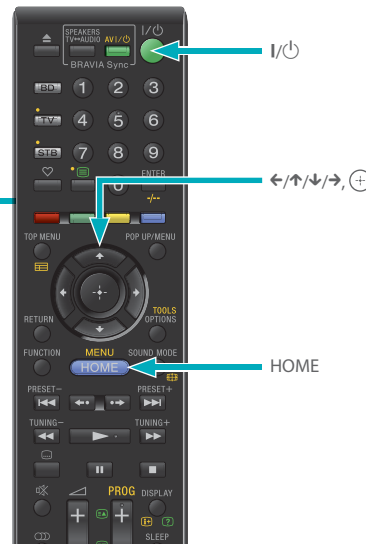 SPEAKERS
TV↔AUDIO AV I/⏻ I/⏻
BRAVIA Sync
I/⏻
BD 1 2 3
TV 4 5 6
STB 7 8 9
0 ENTER
-/--
←/↑/↓/→,
TOP MENU POP UP/MENU
RETURN TOOLS
OPTIONS
FUNCTION MENU SOUND MODE
HOME
HOME
PRESET– PRESET+
TUNING– TUNING+
PROG DISPLAY
SLEEP